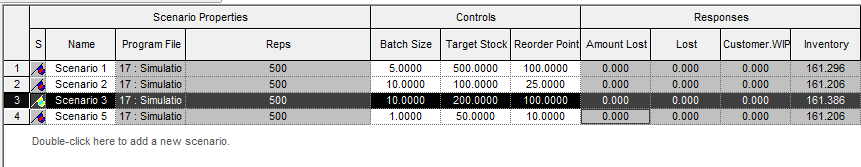 Scenario Properties Controls Responses
S Name Program File Reps Batch Size Target Stock Reorder Point Amount Lost Lost Customer.WIP Inventory
1 Scenario 1 17 : Simulatio 500 5.0000 500.0000 100.0000 0.000 0.000 0.000 161.296
2 Scenario 2 17 : Simulatio 500 10.0000 100.0000 25.0000 0.000 0.000 0.000 161.206
3 Scenario 3 17 : Simulatio 500 10.0000 200.0000 100.0000 0.000 0.000 0.000 161.386
4 Scenario 5 17 : Simulatio 500 1.0000 50.0000 10.0000 0.000 0.000 0.000 161.206
Double-click here to add a new scenario.